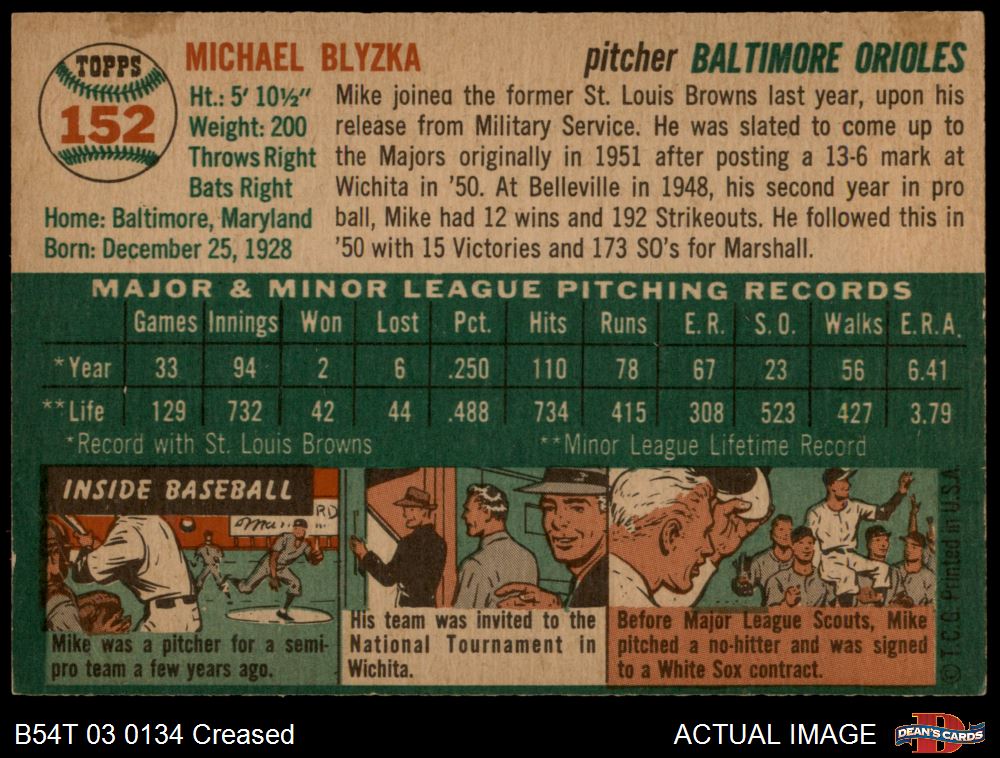 TOPPS
152
MICHAEL BLYZKA
pitcher BALTIMORE ORIOLES
Ht.: 5' 10½"
Weight: 200
Throws Right
Bats Right
Home: Baltimore, Maryland
Born: December 25, 1928
Mike joined the former St. Louis Browns last year, upon his
release from Military Service. He was slated to come up to
the Majors originally in 1951 after posting a 13-6 mark at
Wichita in '50. At Belleville in 1948, his second year in pro
ball, Mike had 12 wins and 192 Strikeouts. He followed this in
'50 with 15 Victories and 173 SO's for Marshall.
MAJOR & MINOR LEAGUE PITCHING RECORDS
Games Innings Won Lost Pct. Hits Runs E.R. S.O. Walks E.R.A.
*Year 33 94 2 6 .250 110 78 67 23 56 6.41
**Life 129 732 42 44 .488 734 415 308 523 427 3.79
*Record with St. Louis Browns **Minor League Lifetime Record
INSIDE BASEBALL
Mike was a pitcher for a semi-
pro team a few years ago.
His team was invited to the
National Tournament in
Wichita.
Before Major League Scouts, Mike
pitched a no-hitter and was signed
to a White Sox contract.
© T.C.G. Printed in U.S.A.
B54T 03 0134 Creased
ACTUAL IMAGE
DEAN'S CARDS